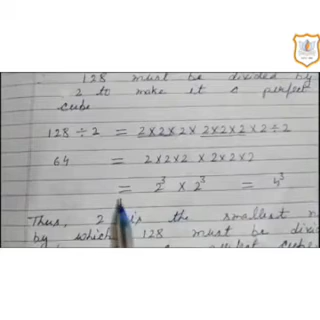 128 must be divided by
2 to make it a perfect
cube
128 ÷ 2 = 2 × 2 × 2 × 2 × 2 × 2 × 2 ÷ 2
64 = 2 × 2 × 2 × 2 × 2 × 2
= 2³ × 2³ = 4³
Thus, 2 is the smallest
by which 128 must be
perfect cube